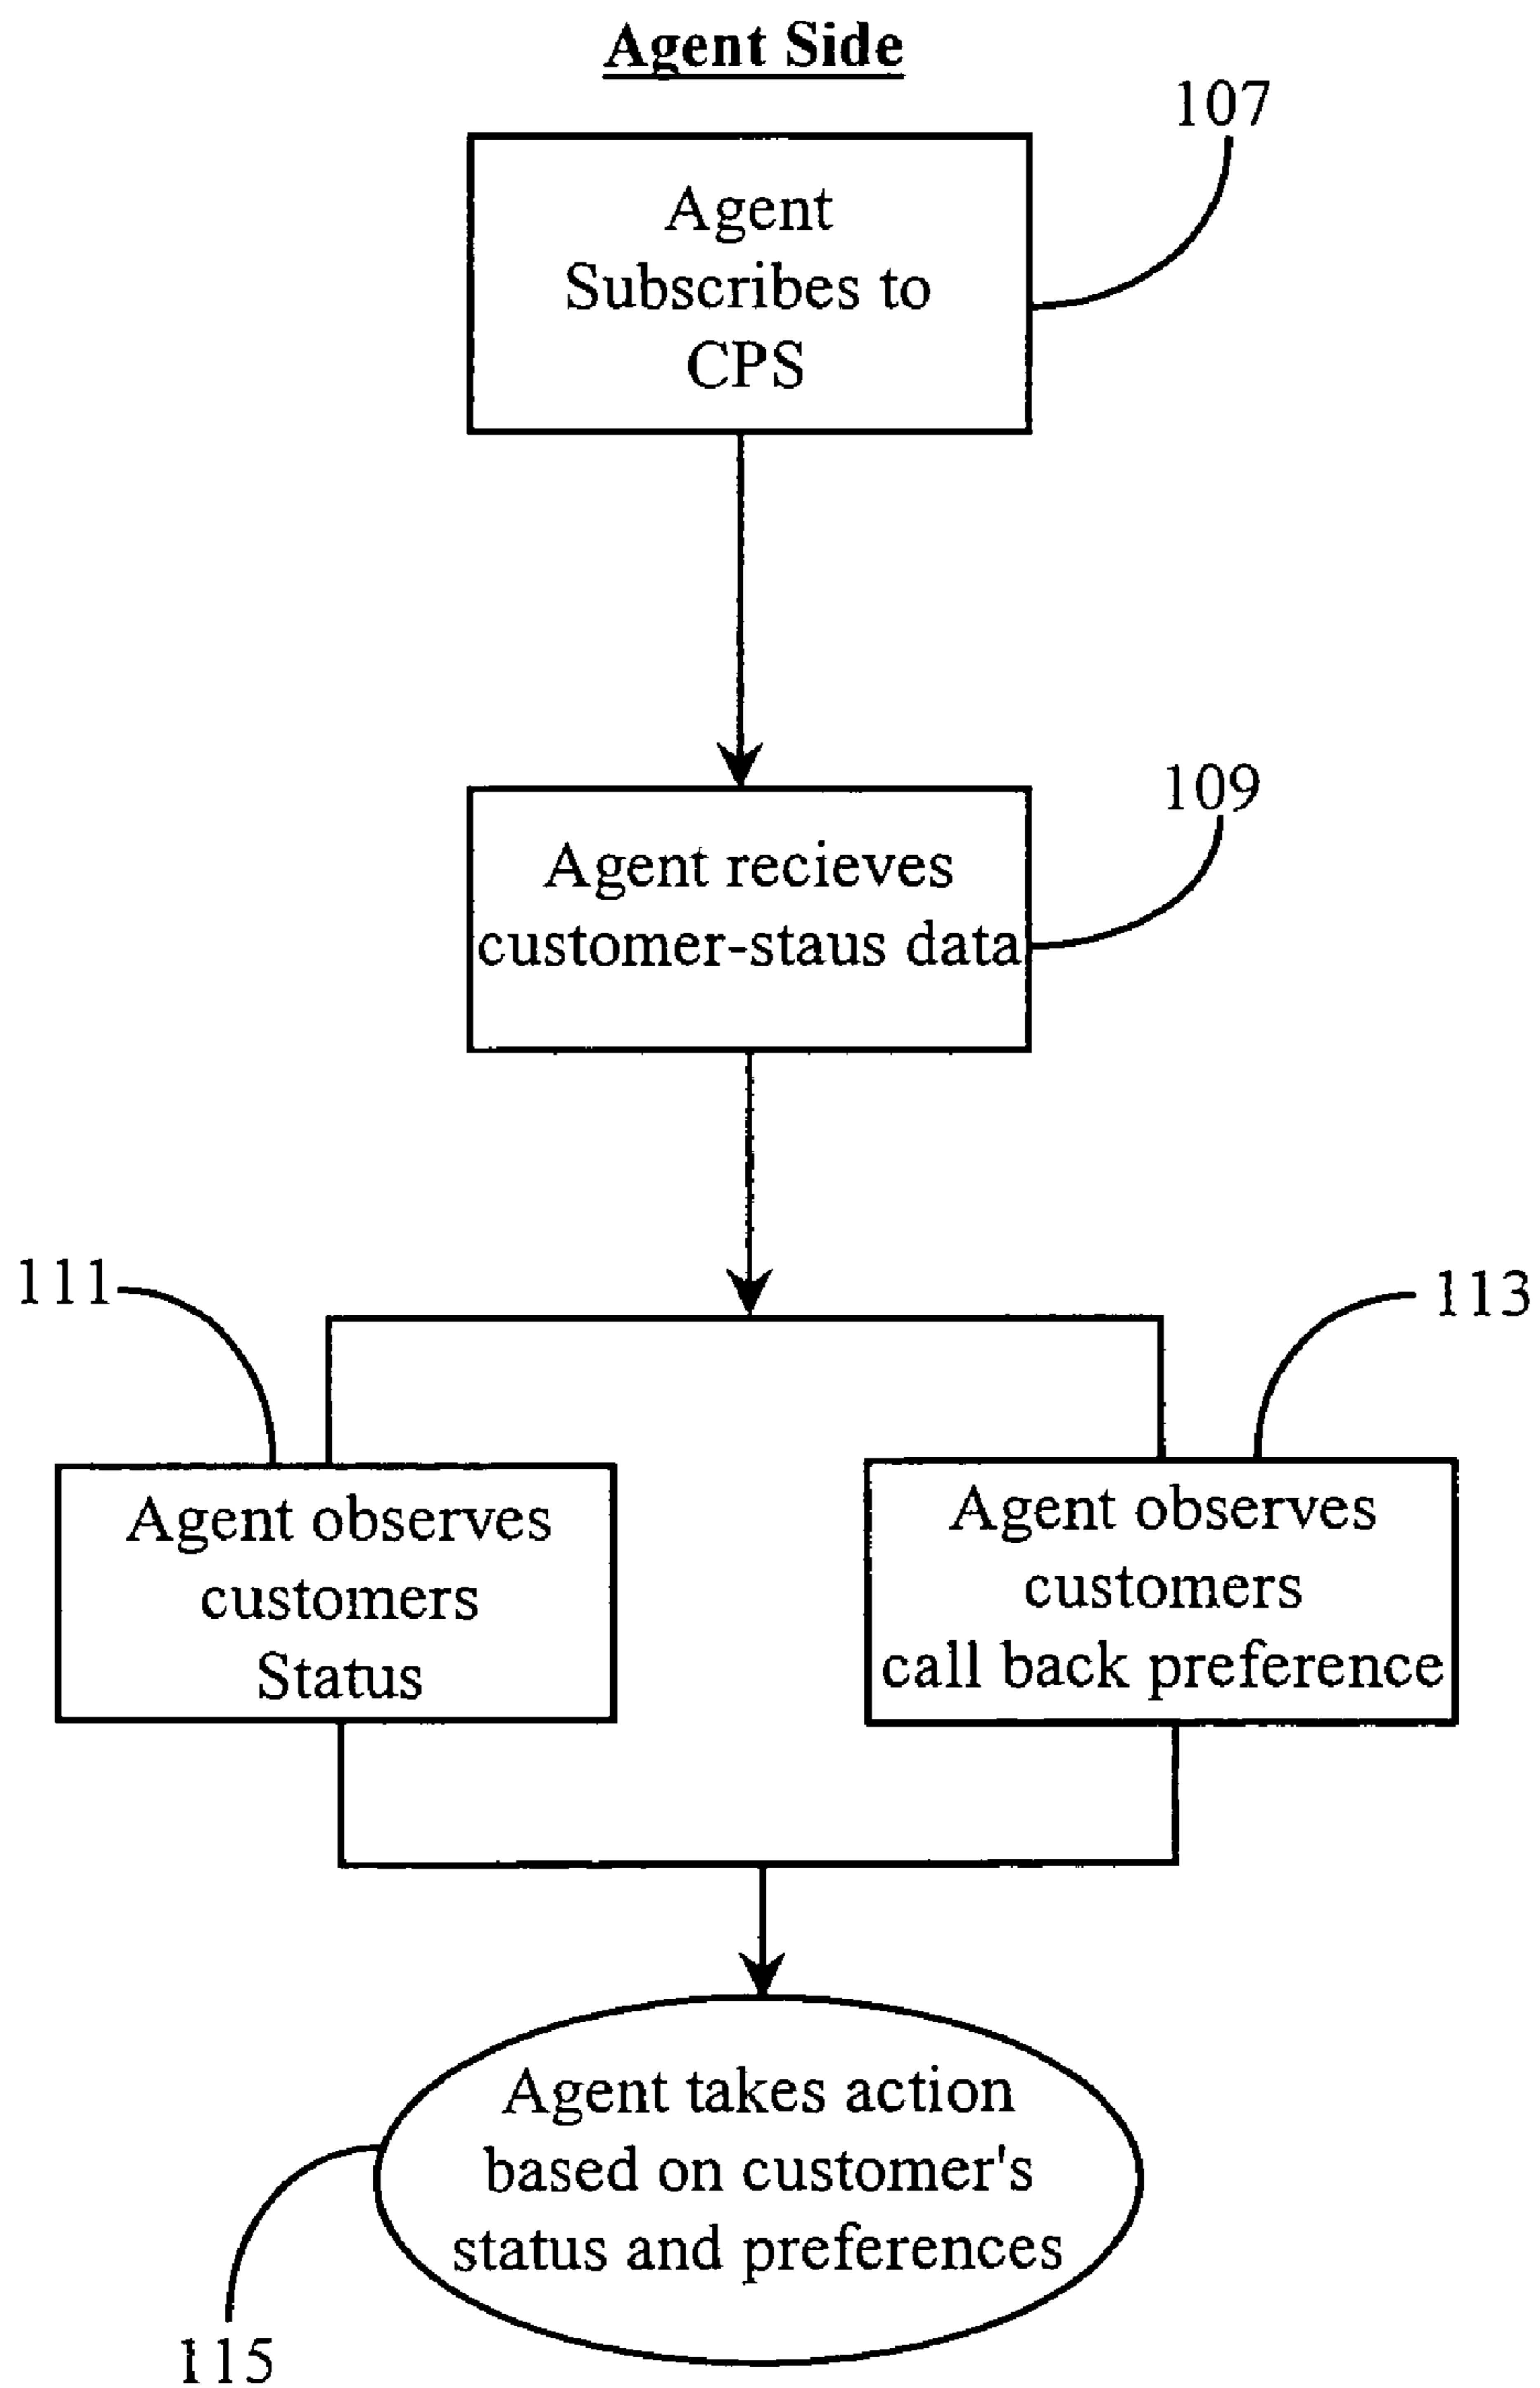 Agent Side
107
Agent
Subscribes to
CPS
109
Agent recieves
customer-staus data
111
113
Agent observes
customers
Status
Agent observes
customers
call back preference
Agent takes action
based on customer's
status and preferences
115